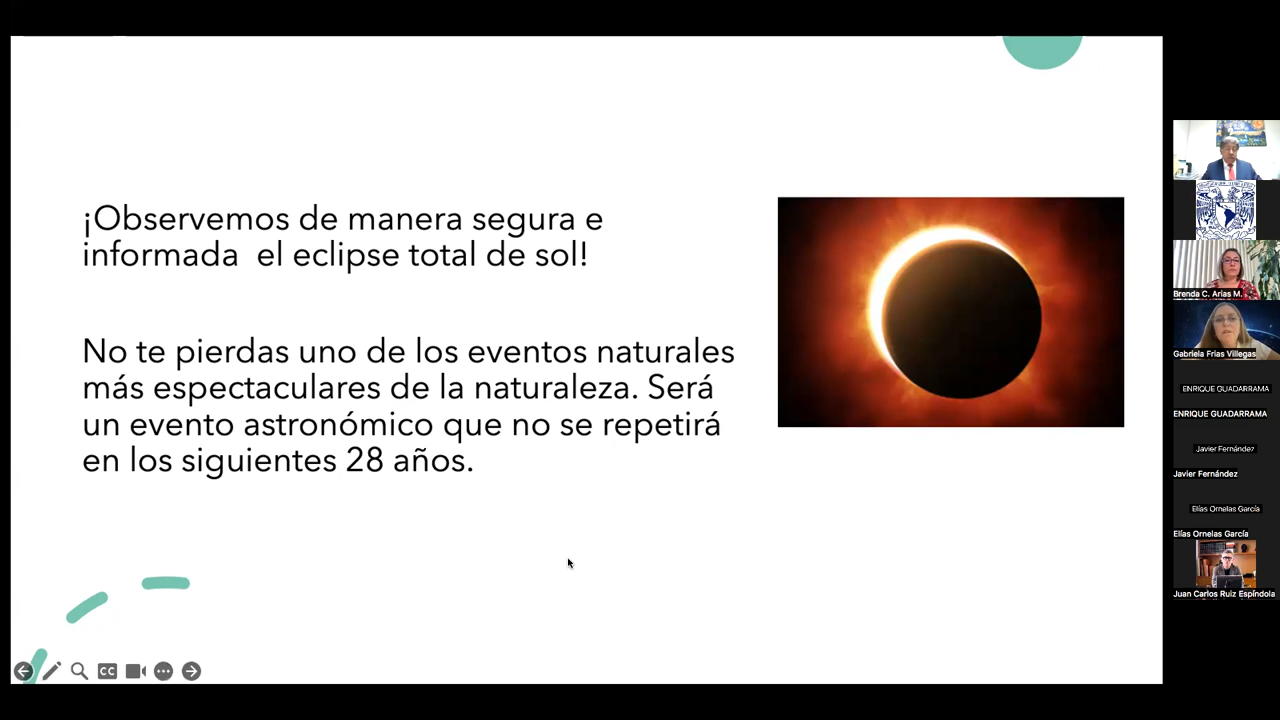 ¡Observemos de manera segura e
informada  el eclipse total de sol!
No te pierdas uno de los eventos naturales
más espectaculares de la naturaleza. Será
un evento astronómico que no se repetirá
en los siguientes 28 años.
CC
Brenda C. Arias M.
Gabriela Frías Villegas
ENRIQUE GUADARRAMA
ENRIQUE GUADARRAMA
Javier Fernández
Javier Fernández
Elías Ornelas García
Elías Ornelas García
Juan Carlos Ruiz Espíndola